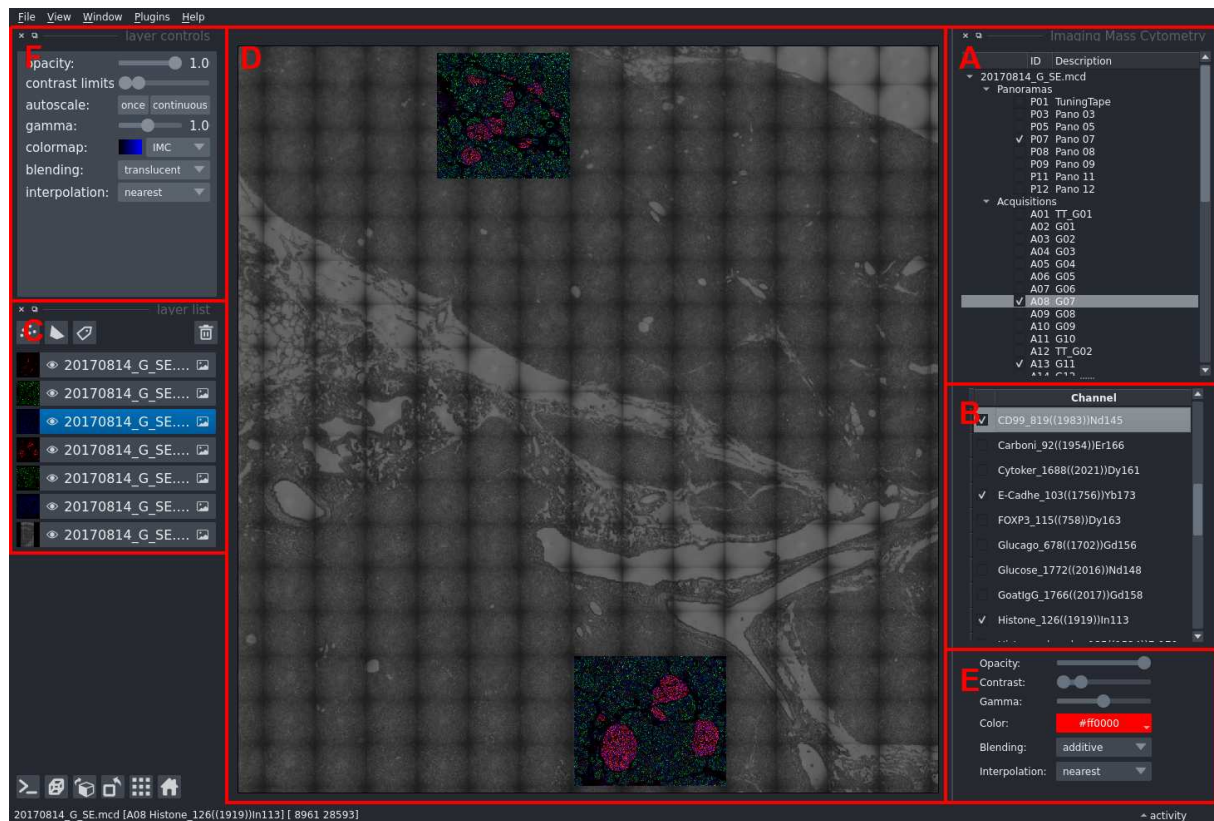 File View Window Plugins Help
layer controls
F
opacity: 1.0
contrast limits
autoscale: once continuous
gamma: 1.0
colormap: IMC
blending: translucent
interpolation: nearest
layer list
C
20170814_G_SE....
20170814_G_SE....
20170814_G_SE....
20170814_G_SE....
20170814_G_SE....
20170814_G_SE....
20170814_G_SE....
D
Imaging Mass Cytometry
A
ID Description
20170814_G_SE.mcd
Panoramas
P01 TuningTape
P03 Pano 03
P05 Pano 05
P07 Pano 07
P08 Pano 08
P09 Pano 09
P11 Pano 11
P12 Pano 12
Acquisitions
A01 TT_G01
A02 G01
A03 G02
A04 G03
A05 G04
A06 G05
A07 G06
A08 G07
A09 G08
A10 G09
A11 G10
A12 TT_G02
A13 G11
Channel
B
CD99_819((1983))Nd145
Carboni_92((1954))Er166
Cytoker_1688((2021))Dy161
E-Cadhe_103((1756))Yb173
FOXP3_115((758))Dy163
Glucago_678((1702))Gd156
Glucose_1772((2016))Nd148
GoatIgG_1766((2017))Gd158
Histone_126((1919))In113
E
Opacity:
Contrast:
Gamma:
Color: #ff0000
Blending: additive
Interpolation: nearest
20170814_G_SE.mcd [A08 Histone_126((1919))In113] [ 8961 28593]
activity